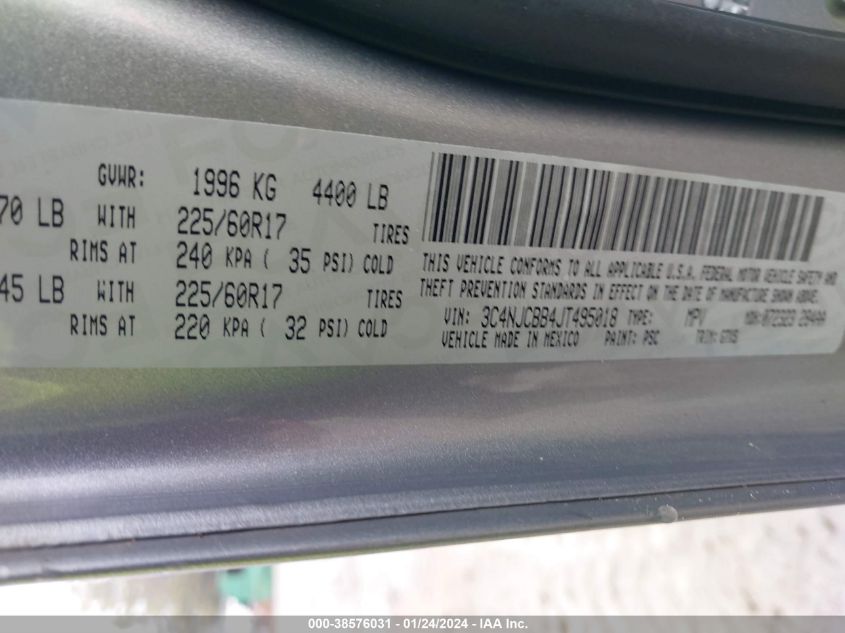 GVWR: 1996 KG 4400 LB
70 LB WITH 225/60R17 TIRES
RIMS AT 240 KPA ( 35 PSI) COLD
45 LB WITH 225/60R17 TIRES
RIMS AT 220 KPA ( 32 PSI) COLD
THIS VEHICLE CONFORMS TO ALL APPLICABLE U.S.A. FEDERAL MOTOR VEHICLE SAFETY AND
THEFT PREVENTION STANDARDS IN EFFECT ON THE DATE OF MANUFACTURE SHOWN ABOVE.
VIN: 3C4NJCBB4JT495018 TYPE: MPV MDH:
VEHICLE MADE IN MEXICO PAINT: PSC TRIM:
000-38576031 - 01/24/2024 - IAA Inc.